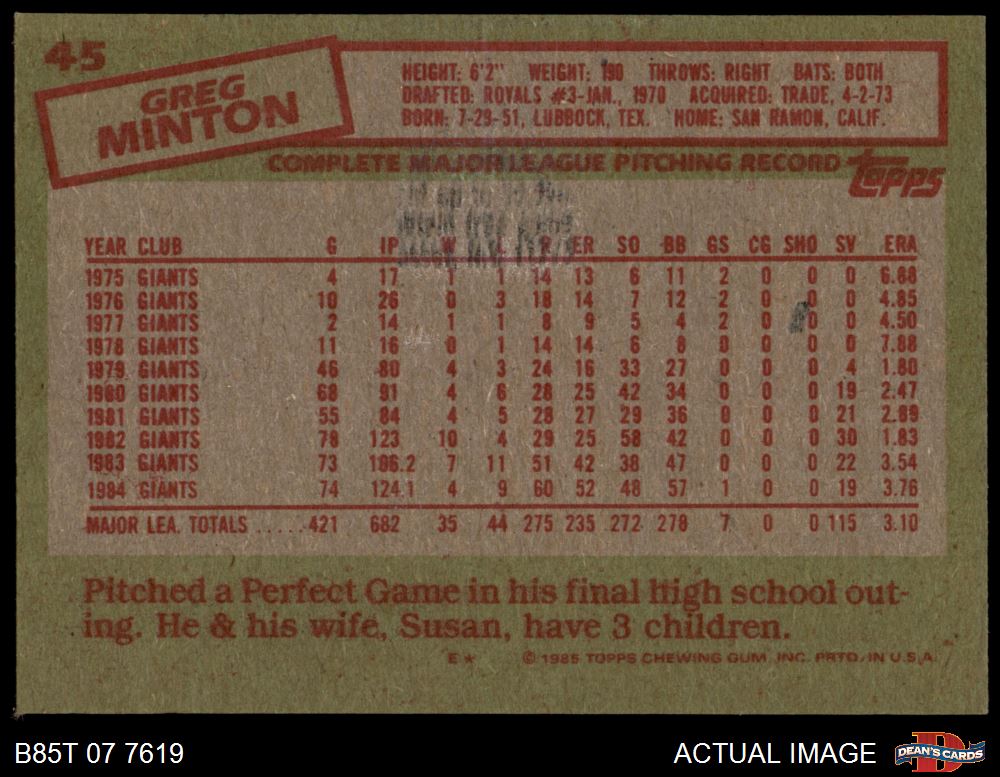 45
GREG
MINTON
HEIGHT: 6'2" WEIGHT: 190 THROWS: RIGHT BATS: BOTH
DRAFTED: ROYALS #3-JAN., 1970 ACQUIRED: TRADE, 4-2-73
BORN: 7-29-51, LUBBOCK, TEX. HOME: SAN RAMON, CALIF.
COMPLETE MAJOR LEAGUE PITCHING RECORD topps
YEAR CLUB G IP W L R ER SO BB GS CG SHO SV ERA
1975 GIANTS 4 17 1 1 14 13 6 11 2 0 0 0 6.88
1976 GIANTS 10 26 0 3 18 14 7 12 2 0 0 0 4.85
1977 GIANTS 2 14 1 1 8 9 5 4 2 0 0 0 4.50
1978 GIANTS 11 16 0 1 14 14 6 8 0 0 0 0 7.88
1979 GIANTS 46 80 4 3 24 16 33 27 0 0 0 4 1.80
1980 GIANTS 68 91 4 6 28 25 42 34 0 0 0 19 2.47
1981 GIANTS 55 84 4 5 28 27 29 36 0 0 0 21 2.89
1982 GIANTS 78 123 10 4 29 25 58 42 0 0 0 30 1.83
1983 GIANTS 73 106.2 7 11 51 42 38 47 0 0 0 22 3.54
1984 GIANTS 74 124.1 4 9 60 52 48 57 1 0 0 19 3.76
MAJOR LEA. TOTALS .....421 682 35 44 275 235 272 278 7 0 0 115 3.10
Pitched a Perfect Game in his final High school out-
ing. He & his wife, Susan, have 3 children.
E★ © 1985 TOPPS CHEWING GUM, INC. PRTD. IN U.S.A.
B85T 07 7619 ACTUAL IMAGE DEAN'S CARDS